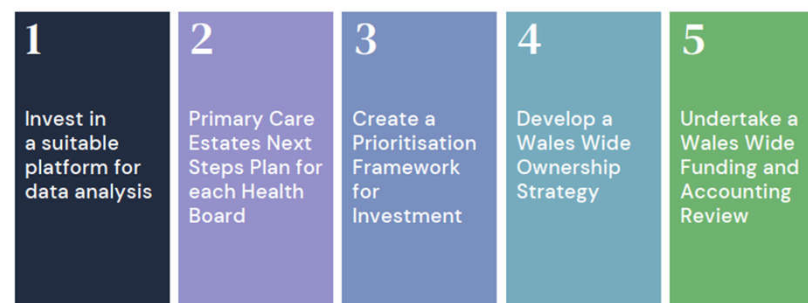 1
Invest in
a suitable
platform for
data analysis
2
Primary Care
Estates Next
Steps Plan for
each Health
Board
3
Create a
Prioritisation
Framework
for
Investment
4
Develop a
Wales Wide
Ownership
Strategy
5
Undertake a
Wales Wide
Funding and
Accounting
Review